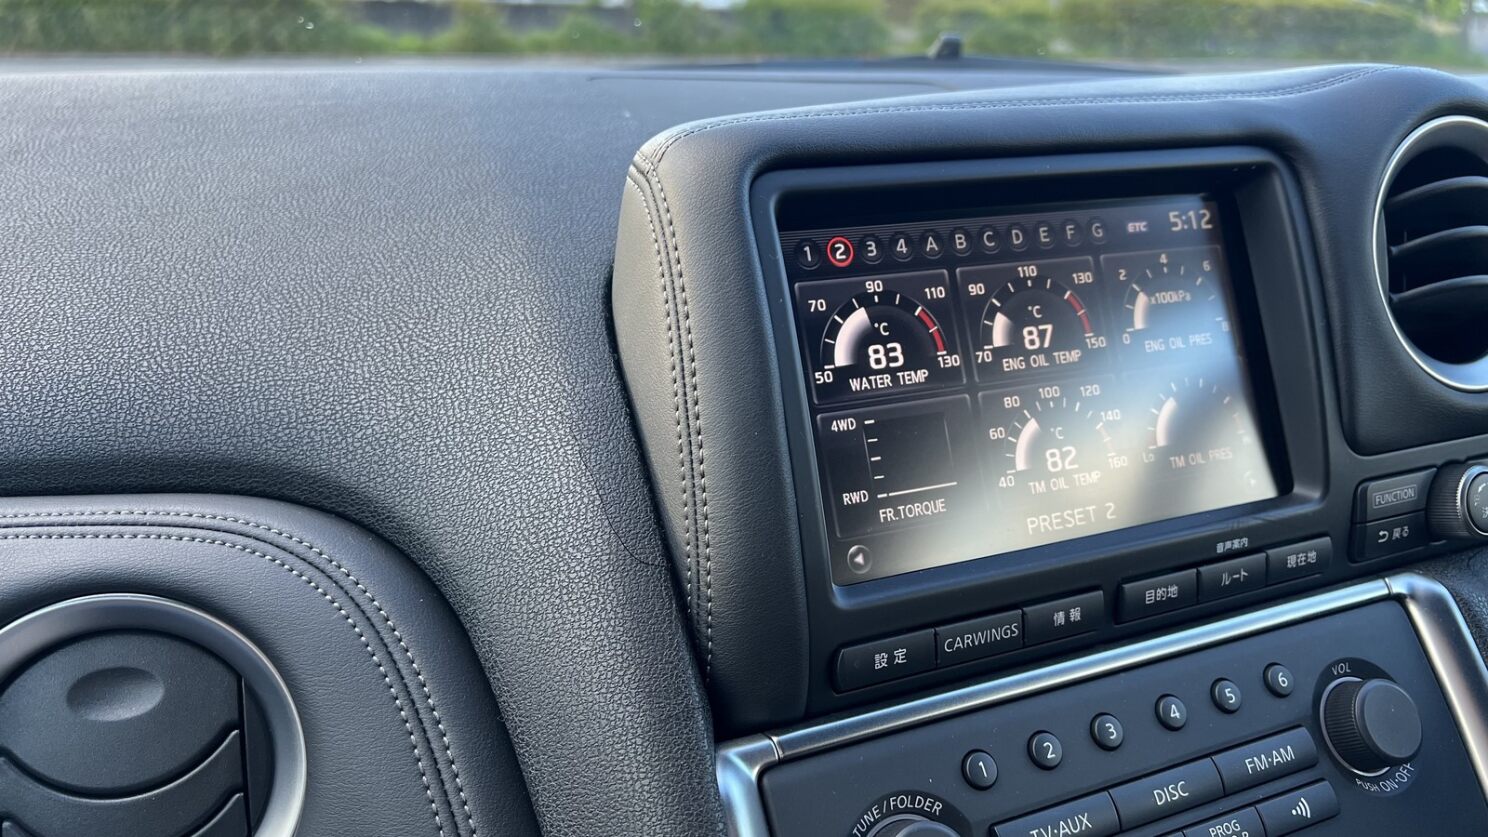 1 2 3 4 A B C D E F G ETC 5:12
50 70 90 110 130
°C
83
WATER TEMP
70 90 110 130 150
°C
87
ENG OIL TEMP
0 2 4 6 8
x100kPa
ENG OIL PRES
4WD
RWD
FR.TORQUE
40 60 80 100 120 140 160
°C
82
TM OIL TEMP
Lo
TM OIL PRES
PRESET 2
FUNCTION
戻る
設定
CARWINGS
情報
目的地
音声案内
ルート
現在地
1 2 3 4 5 6
VOL
PUSH ON·OFF
TUNE/FOLDER
TV·AUX
DISC
FM·AM
PROG